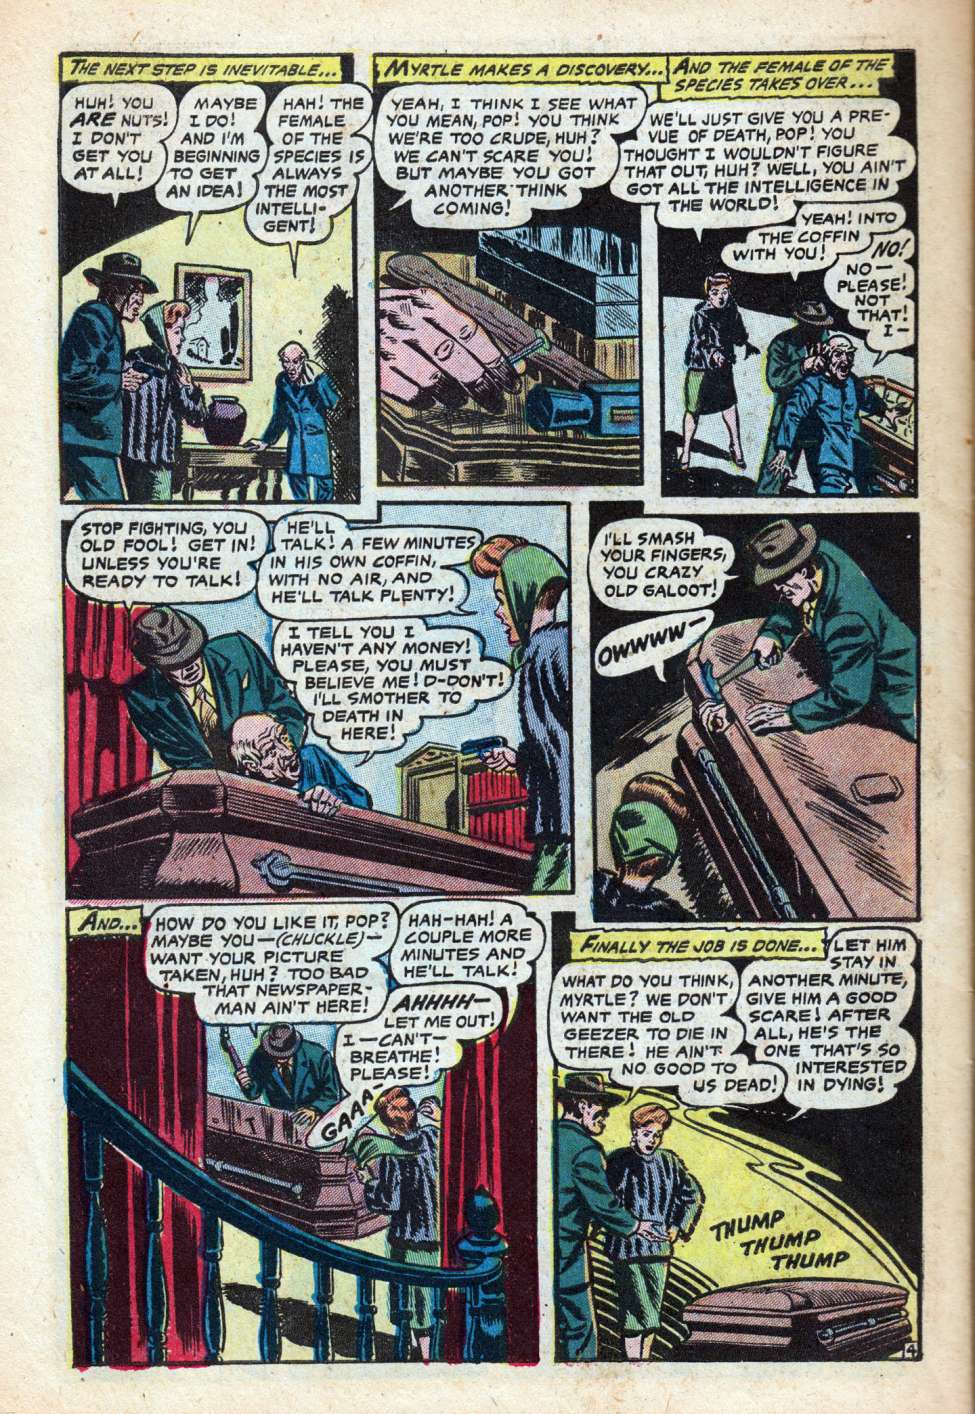 THE NEXT STEP IS INEVITABLE...
HUH! YOU
ARE NUTS!
I DON'T
GET YOU
AT ALL!
MAYBE
I DO!
AND I'M
BEGINNING
TO GET
AN IDEA!
HAH! THE
FEMALE
OF THE
SPECIES IS
ALWAYS
THE MOST
INTELLI-
GENT!
MYRTLE MAKES A DISCOVERY...
YEAH, I THINK I SEE WHAT
YOU MEAN, POP! YOU THINK
WE'RE TOO CRUDE, HUH?
WE CAN'T SCARE YOU!
BUT MAYBE YOU GOT
ANOTHER THINK
COMING!
AND THE FEMALE OF THE
SPECIES TAKES OVER...
WE'LL JUST GIVE YOU A PRE-
VUE OF DEATH, POP! YOU
THOUGHT I WOULDN'T FIGURE
THAT OUT, HUH? WELL, YOU AIN'T
GOT ALL THE INTELLIGENCE IN
THE WORLD!
YEAH! INTO
THE COFFIN
WITH YOU!
NO!
NO—
PLEASE!
NOT
THAT!
I—
STOP FIGHTING, YOU
OLD FOOL! GET IN!
UNLESS YOU'RE
READY TO TALK!
HE'LL
TALK! A FEW MINUTES
IN HIS OWN COFFIN,
WITH NO AIR, AND
HE'LL TALK PLENTY!
I TELL YOU I
HAVEN'T ANY MONEY!
PLEASE, YOU MUST
BELIEVE ME! D-DON'T!
I'LL SMOTHER TO
DEATH IN
HERE!
I'LL SMASH
YOUR FINGERS,
YOU CRAZY
OLD GALOOT!
OWWWW—
AND...
HOW DO YOU LIKE IT, POP?
MAYBE YOU—(CHUCKLE)—
WANT YOUR PICTURE
TAKEN, HUH? TOO BAD
THAT NEWSPAPER-
MAN AIN'T HERE!
HAH-HAH! A
COUPLE MORE
MINUTES AND
HE'LL TALK!
AHHHH—
LET ME OUT!
I—CAN'T—
BREATHE!
PLEASE!
GAAAA
FINALLY THE JOB IS DONE...
WHAT DO YOU THINK,
MYRTLE? WE DON'T
WANT THE OLD
GEEZER TO DIE IN
THERE! HE AIN'T
NO GOOD TO
US DEAD!
LET HIM
STAY IN
ANOTHER MINUTE,
GIVE HIM A GOOD
SCARE! AFTER
ALL, HE'S THE
ONE THAT'S SO
INTERESTED
IN DYING!
THUMP
THUMP
THUMP
4